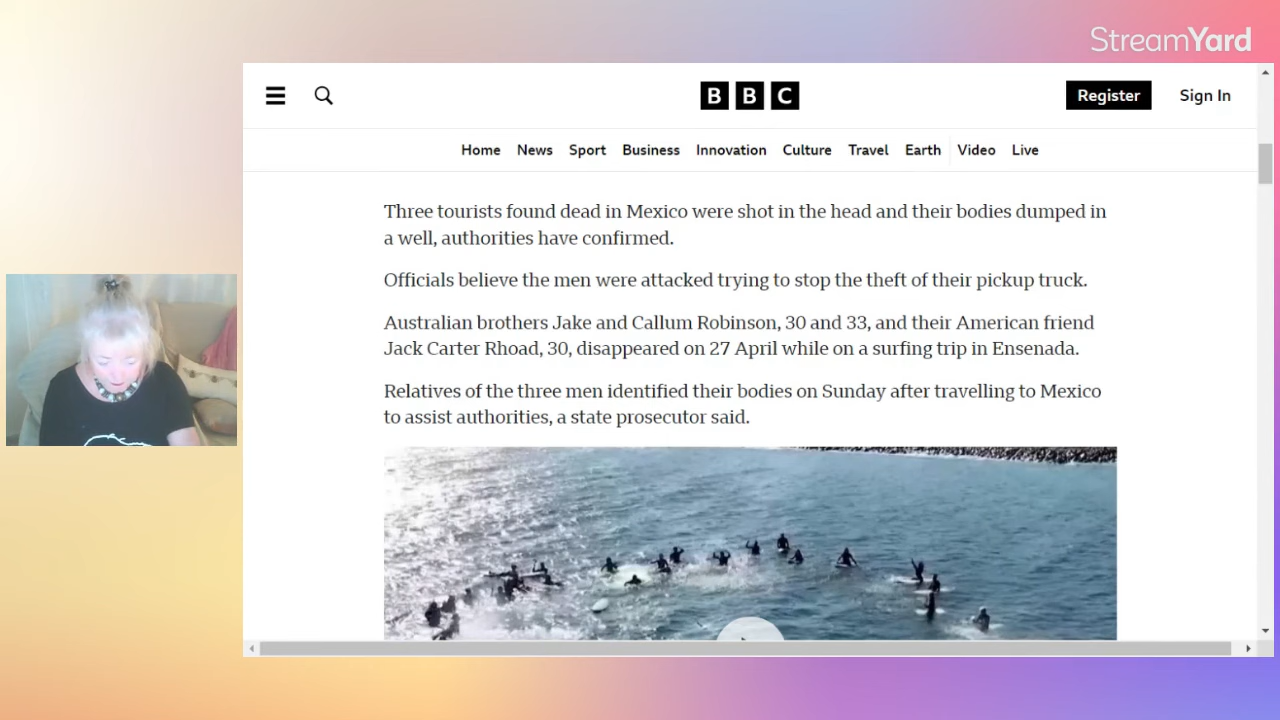 StreamYard
BBC
Register
Sign In
Home News Sport Business Innovation Culture Travel Earth Video Live
Three tourists found dead in Mexico were shot in the head and their bodies dumped in
a well, authorities have confirmed.
Officials believe the men were attacked trying to stop the theft of their pickup truck.
Australian brothers Jake and Callum Robinson, 30 and 33, and their American friend
Jack Carter Rhoad, 30, disappeared on 27 April while on a surfing trip in Ensenada.
Relatives of the three men identified their bodies on Sunday after travelling to Mexico
to assist authorities, a state prosecutor said.